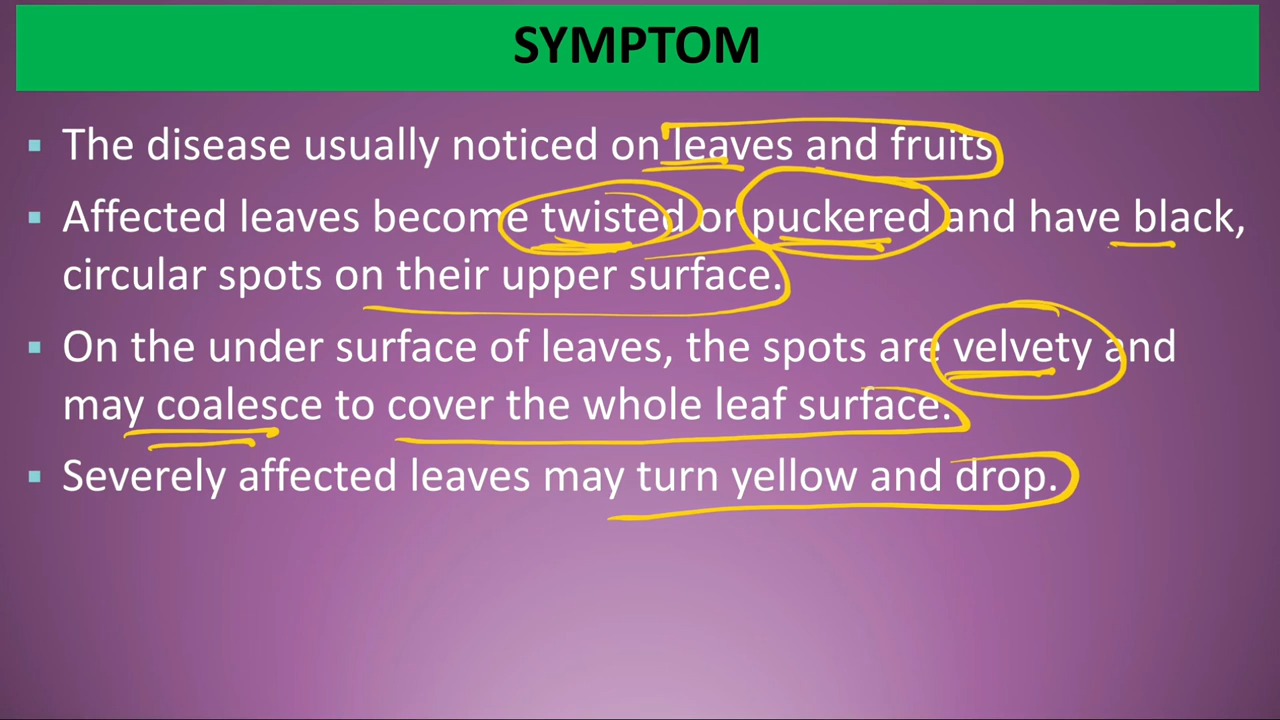 SYMPTOM
▪ The disease usually noticed on leaves and fruits
▪ Affected leaves become twisted or puckered and have black,
circular spots on their upper surface.
▪ On the under surface of leaves, the spots are velvety and
may coalesce to cover the whole leaf surface.
▪ Severely affected leaves may turn yellow and drop.